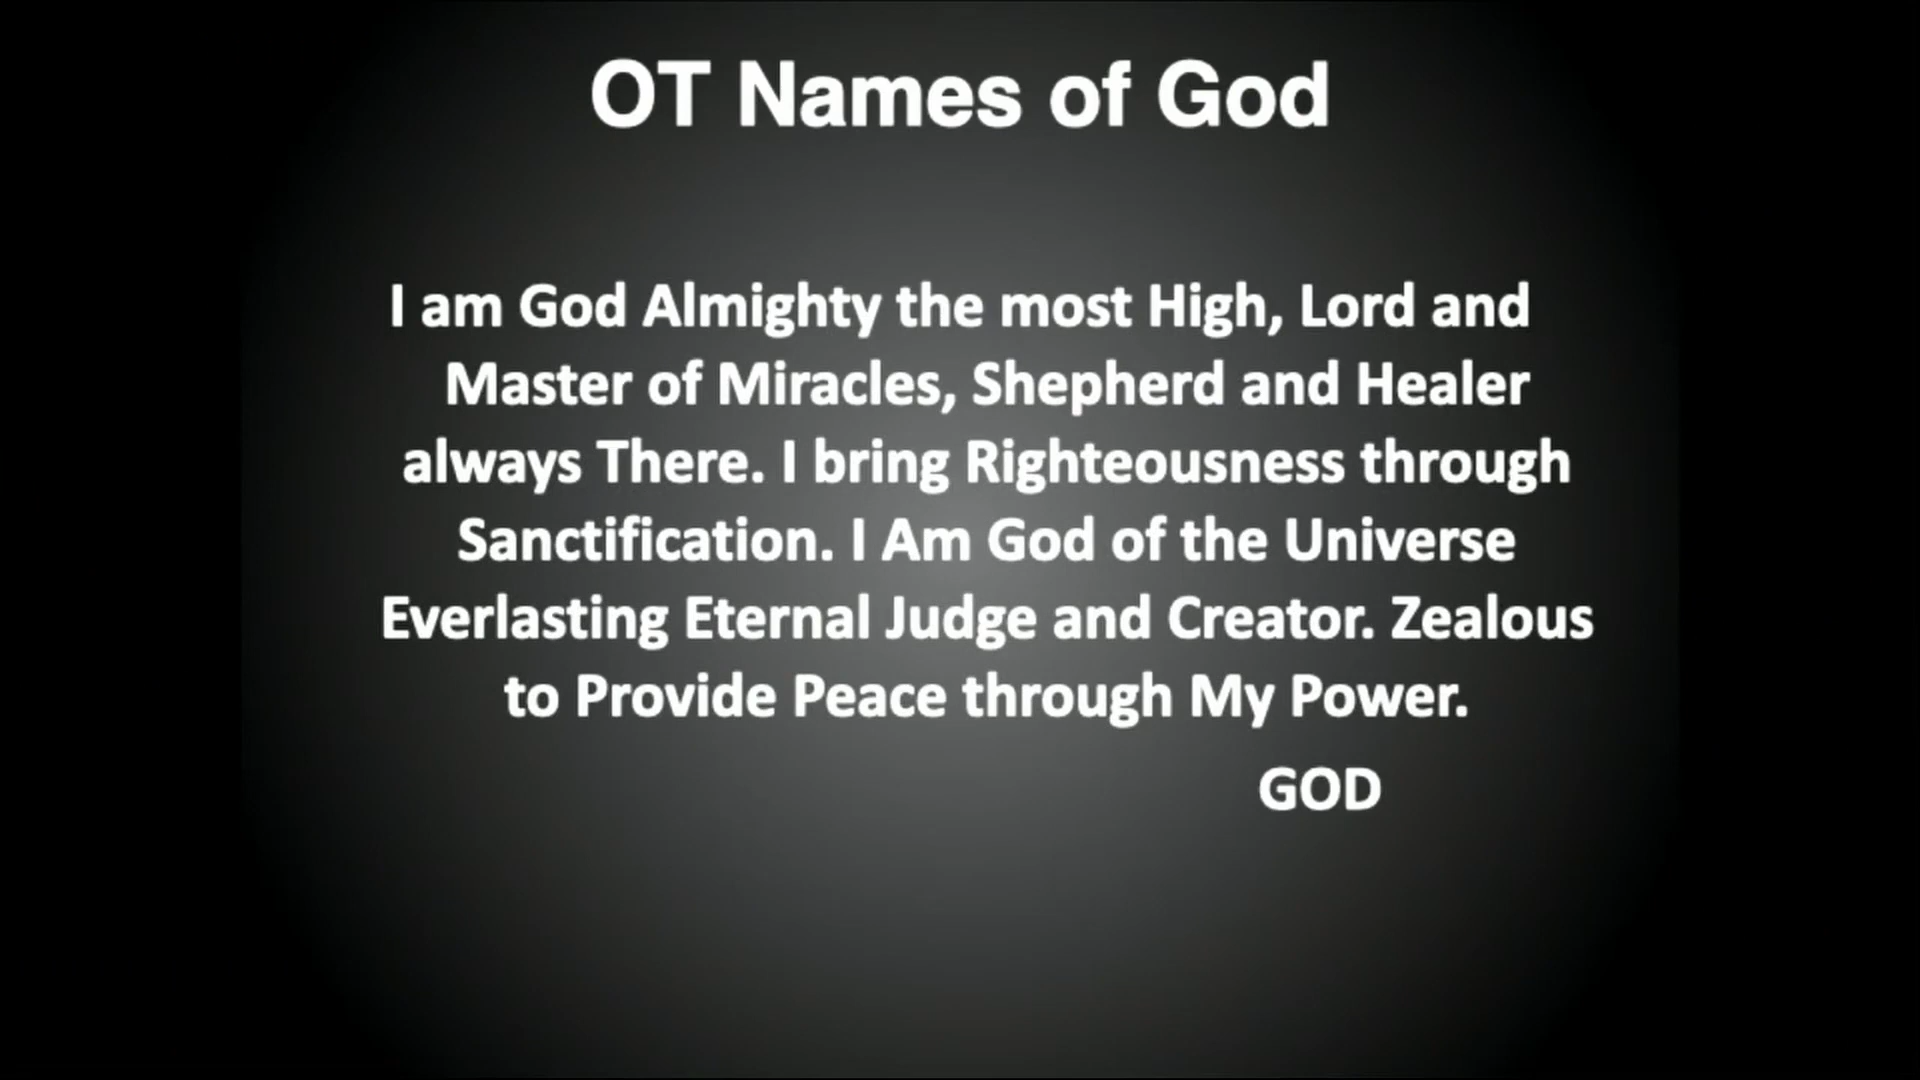 OT Names of God
I am God Almighty the most High, Lord and
Master of Miracles, Shepherd and Healer
always There. I bring Righteousness through
Sanctification. I Am God of the Universe
Everlasting Eternal Judge and Creator. Zealous
to Provide Peace through My Power.
GOD